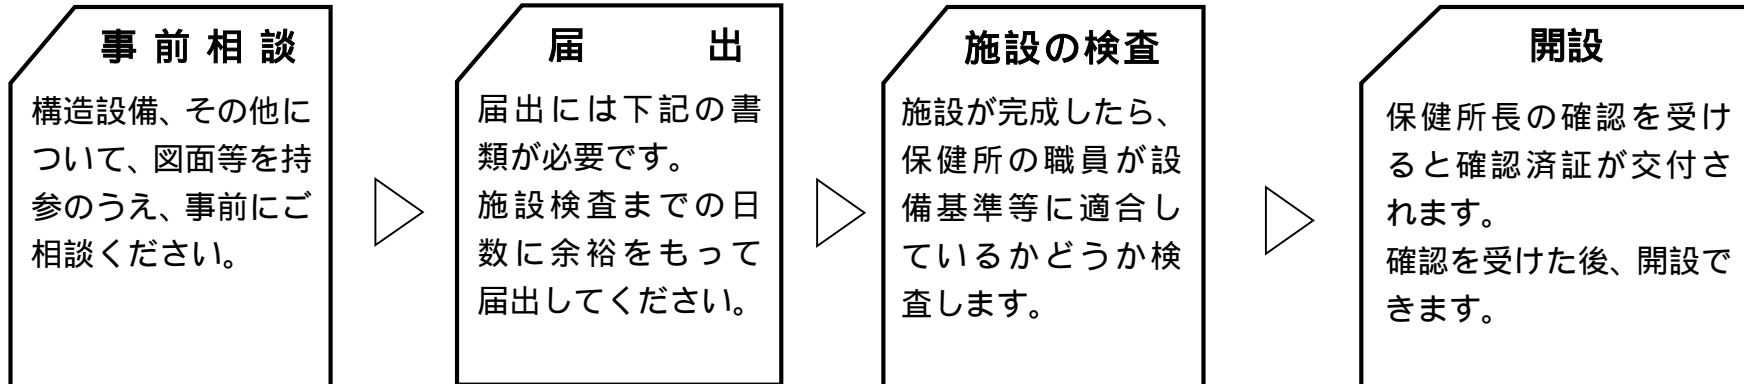 事前相談
構造設備、その他に
ついて、図面等を持
参のうえ、事前にご
相談ください。
届出
届出には下記の書
類が必要です。
施設検査までの日
数に余裕をもって
届出してください。
施設の検査
施設が完成したら、
保健所の職員が設
備基準等に適合し
ているかどうか検
査します。
開設
保健所長の確認を受け
ると確認済証が交付さ
れます。
確認を受けた後、開設で
きます。